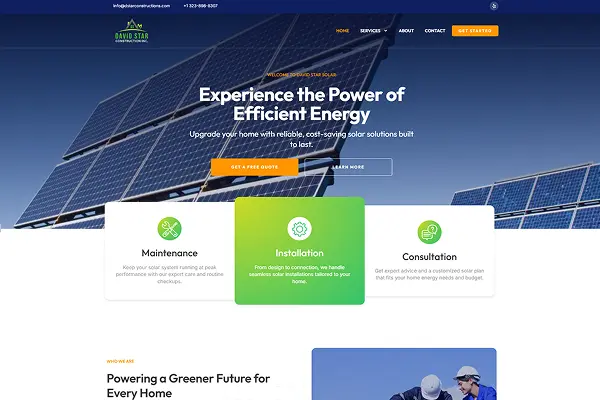 info@dstarconstructions.com
+1 323-898-8307
DAVID STAR
CONSTRUCTION INC.
HOME
SERVICES
ABOUT
CONTACT
GET STARTED
WELCOME TO DAVID STAR SOLAR
Experience the Power of
Efficient Energy
Upgrade your home with reliable, cost-saving solar solutions built
to last.
GET A FREE QUOTE
LEARN MORE
Maintenance
Keep your solar system running at peak
performance with our expert care and routine
checkups.
Installation
From design to connection, we handle
seamless solar installations tailored to your
home.
Consultation
Get expert advice and a customized solar plan
that fits your home energy needs and budget.
WHO WE ARE
Powering a Greener Future for
Every Home